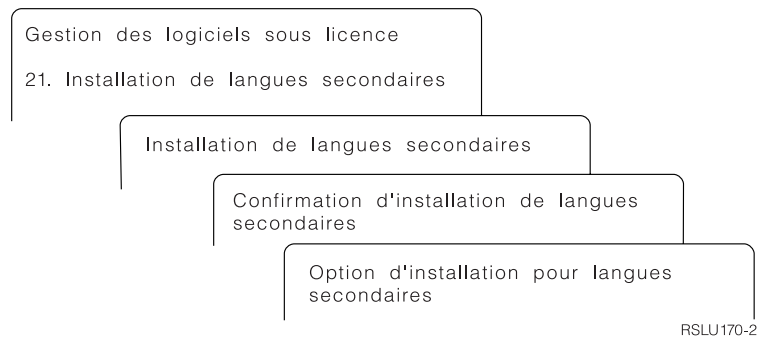 Gestion des logiciels sous licence
21. Installation de langues secondaires
Installation de langues secondaires
Confirmation d'installation de langues
secondaires
Option d'installation pour langues
secondaires
RSLU170-2